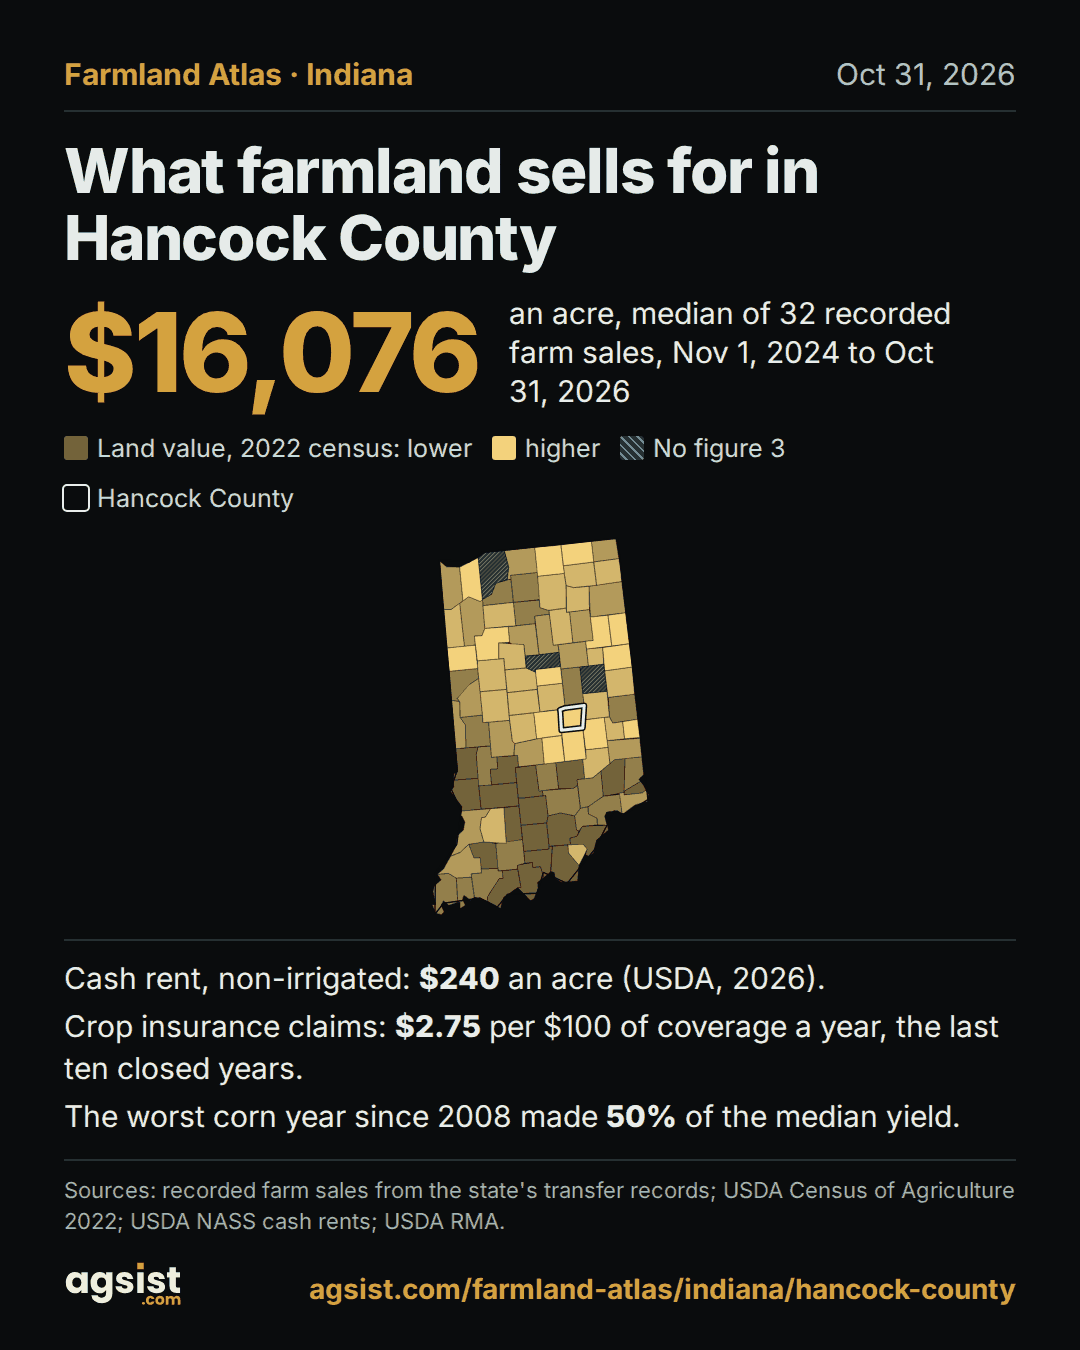 Farmland Atlas · Indiana
Oct 31, 2026
What farmland sells for in
Hancock County
$16,076
an acre, median of 32 recorded
farm sales, Nov 1, 2024 to Oct
31, 2026
Land value, 2022 census: lower
higher
No figure 3
Hancock County
Cash rent, non-irrigated: $240 an acre (USDA, 2026).
Crop insurance claims: $2.75 per $100 of coverage a year, the last
ten closed years.
The worst corn year since 2008 made 50% of the median yield.
Sources: recorded farm sales from the state's transfer records; USDA Census of Agriculture
2022; USDA NASS cash rents; USDA RMA.
agsist
.com
agsist.com/farmland-atlas/indiana/hancock-county